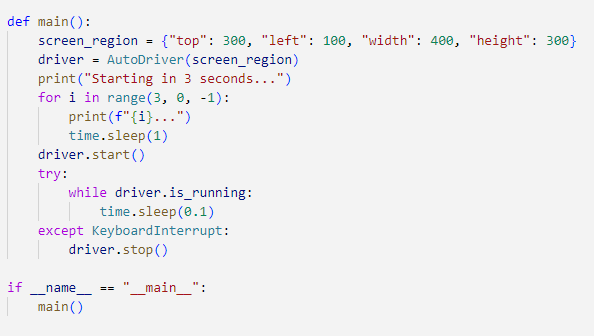 def main():
    screen_region = {"top": 300, "left": 100, "width": 400, "height": 300}
    driver = AutoDriver(screen_region)
    print("Starting in 3 seconds...")
    for i in range(3, 0, -1):
        print(f"{i}...")
        time.sleep(1)
    driver.start()
    try:
        while driver.is_running:
            time.sleep(0.1)
    except KeyboardInterrupt:
        driver.stop()

if __name__ == "__main__":
    main()